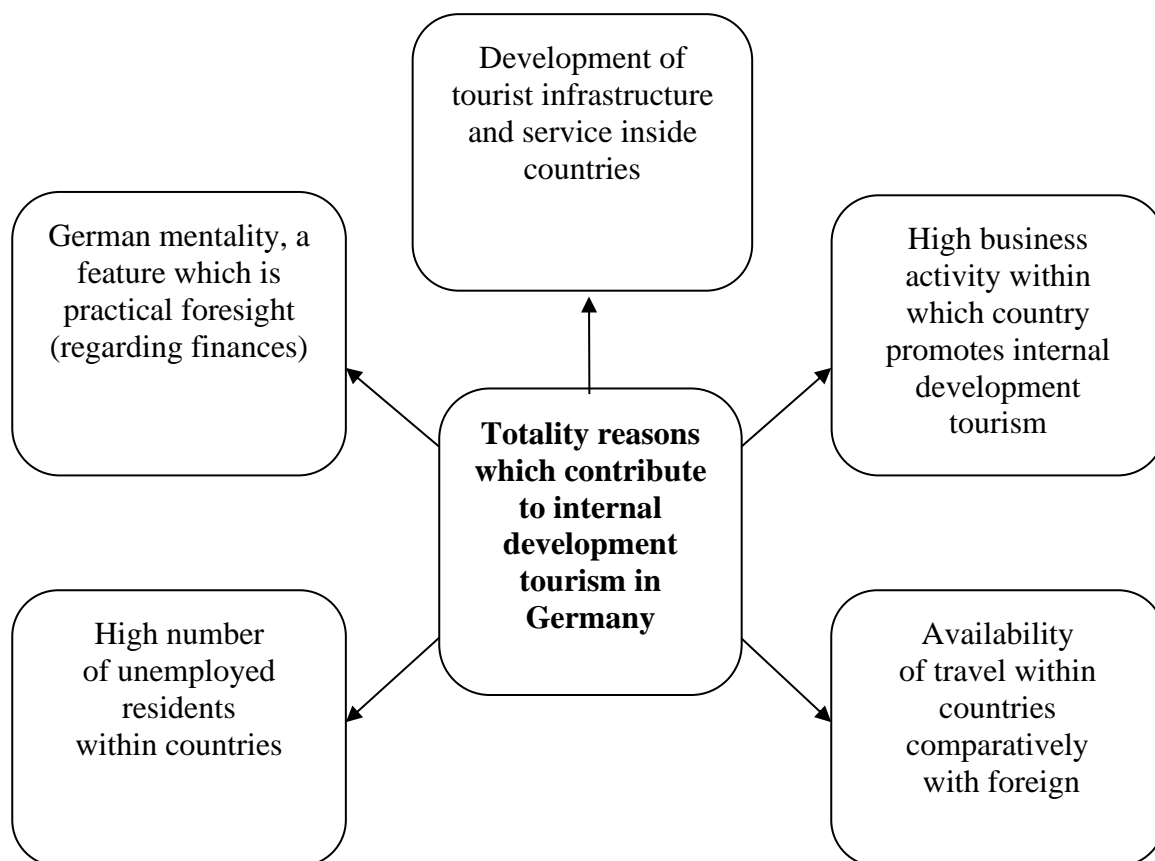 Development of
tourist infrastructure
and service inside
countries
German mentality, a
feature which is
practical foresight
(regarding finances)
High business
activity within
which country
promotes internal
development
tourism
Totality reasons
which contribute
to internal
development
tourism in
Germany
High number
of unemployed
residents
within countries
Availability
of travel within
countries
comparatively
with foreign